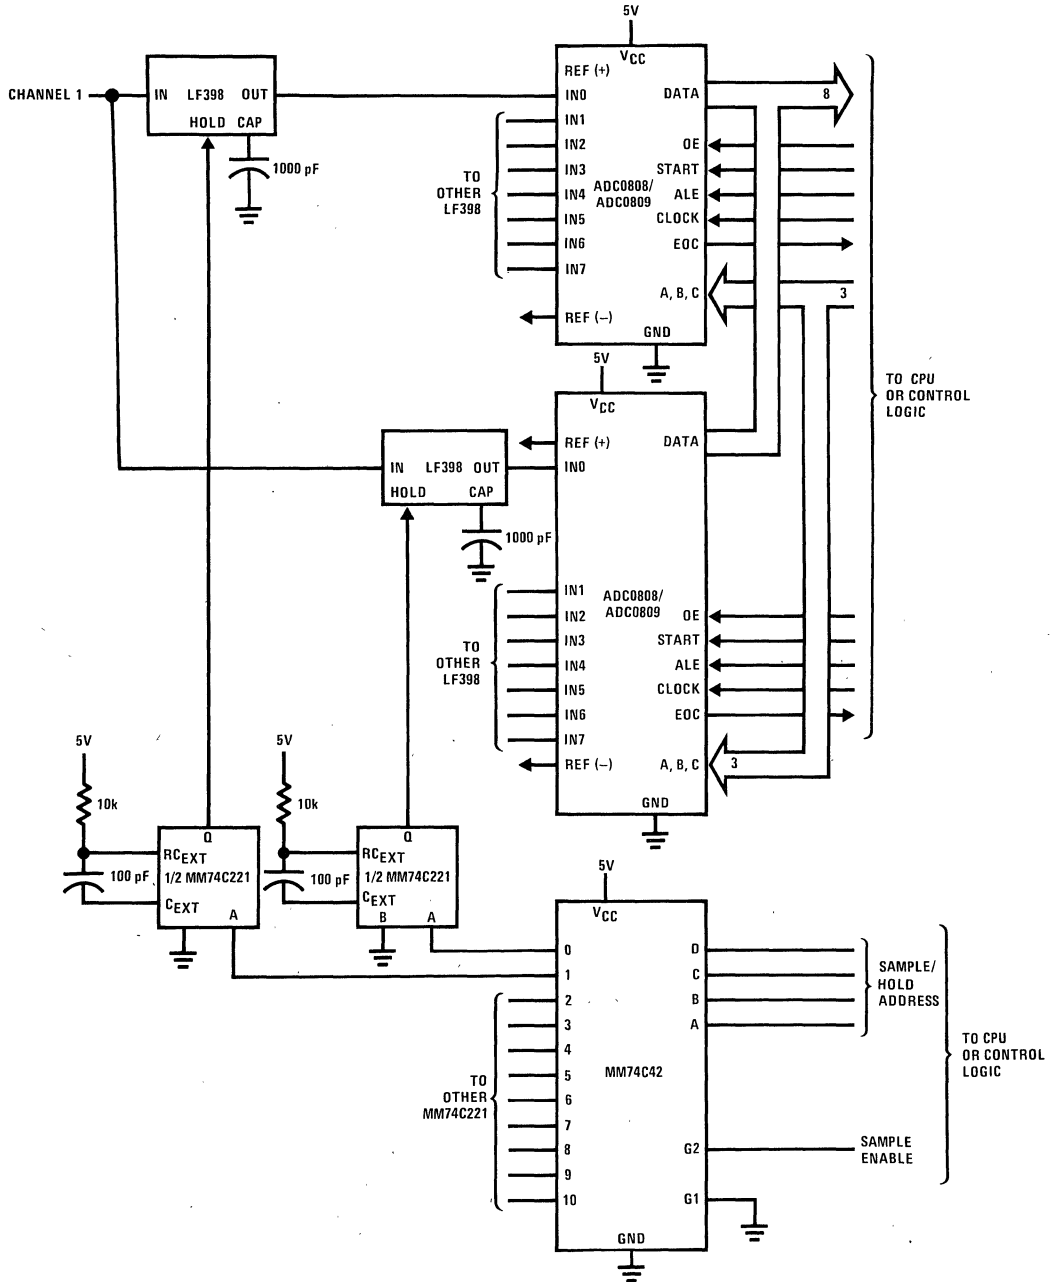 5V
VCC
REF (+)
CHANNEL 1
IN LF398 OUT
HOLD CAP
1000 pF
IN0
IN1
IN2
IN3
IN4
IN5
IN6
IN7
TO
OTHER
LF398
ADC0808/
ADC0809
REF (−)
DATA
8
OE
START
ALE
CLOCK
EOC
A, B, C
3
GND
TO CPU
OR CONTROL
LOGIC
5V
VCC
REF (+)
DATA
IN LF398 OUT
HOLD CAP
1000 pF
IN0
IN1
IN2
IN3
IN4
IN5
IN6
IN7
TO
OTHER
LF398
ADC0808/
ADC0809
REF (−)
OE
START
ALE
CLOCK
EOC
A, B, C
3
GND
5V
10k
100 pF
Q
RCEXT
1/2 MM74C221
CEXT
A
5V
10k
100 pF
Q
RCEXT
1/2 MM74C221
CEXT
B A
5V
VCC
0
1
2
3
4
5
6
7
8
9
10
TO
OTHER
MM74C221
MM74C42
D
C
B
A
SAMPLE/
HOLD
ADDRESS
G2
SAMPLE
ENABLE
G1
GND
TO CPU
OR CONTROL
LOGIC